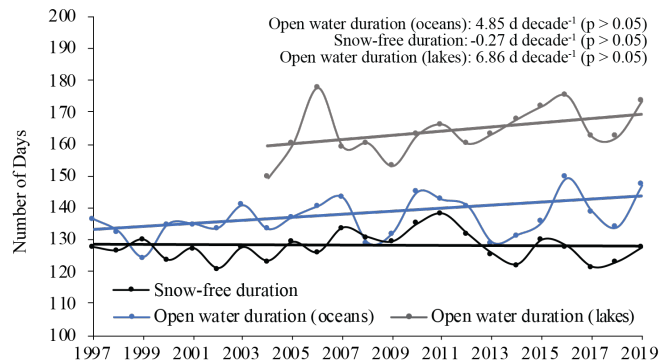 200
190
180
170
160
150
140
130
120
110
100
Number of Days
Open water duration (oceans): 4.85 d decade⁻¹ (p > 0.05)
Snow-free duration: -0.27 d decade⁻¹ (p > 0.05)
Open water duration (lakes): 6.86 d decade⁻¹ (p > 0.05)
Snow-free duration
Open water duration (oceans) Open water duration (lakes)
1997 1999 2001 2003 2005 2007 2009 2011 2013 2015 2017 2019